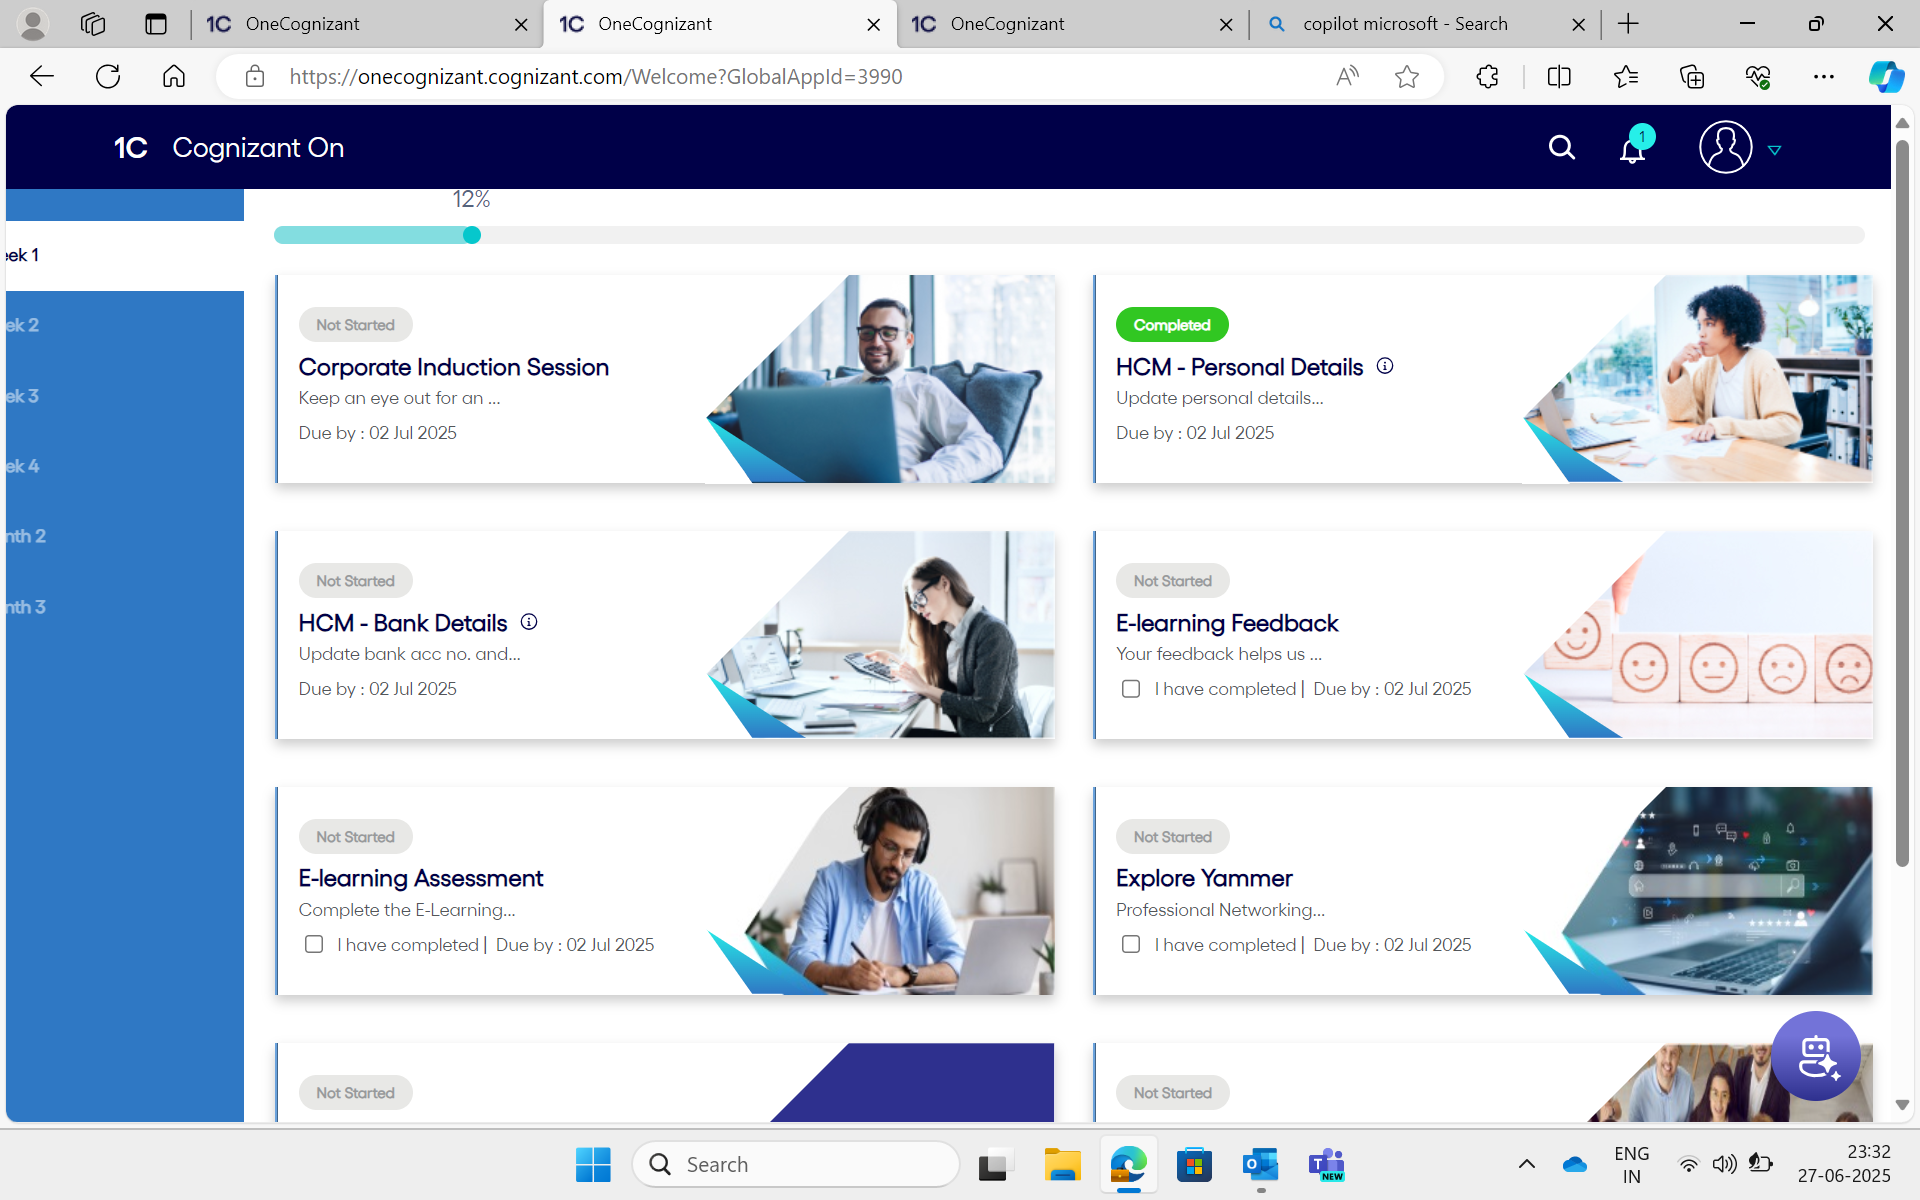 OneCognizant
OneCognizant
OneCognizant
copilot microsoft - Search
https://onecognizant.cognizant.com/Welcome?GlobalAppId=3990
1C Cognizant On
1
12%
eek 1
ek 2
ek 3
ek 4
nth 2
nth 3
Not Started
Corporate Induction Session
Keep an eye out for an ...
Due by : 02 Jul 2025
Completed
HCM - Personal Details
Update personal details...
Due by : 02 Jul 2025
Not Started
HCM - Bank Details
Update bank acc no. and...
Due by : 02 Jul 2025
Not Started
E-learning Feedback
Your feedback helps us ...
I have completed | Due by : 02 Jul 2025
Not Started
E-learning Assessment
Complete the E-Learning...
I have completed | Due by : 02 Jul 2025
Not Started
Explore Yammer
Professional Networking...
I have completed | Due by : 02 Jul 2025
Not Started
Not Started
Search
NEW
ENG
IN
23:32
27-06-2025